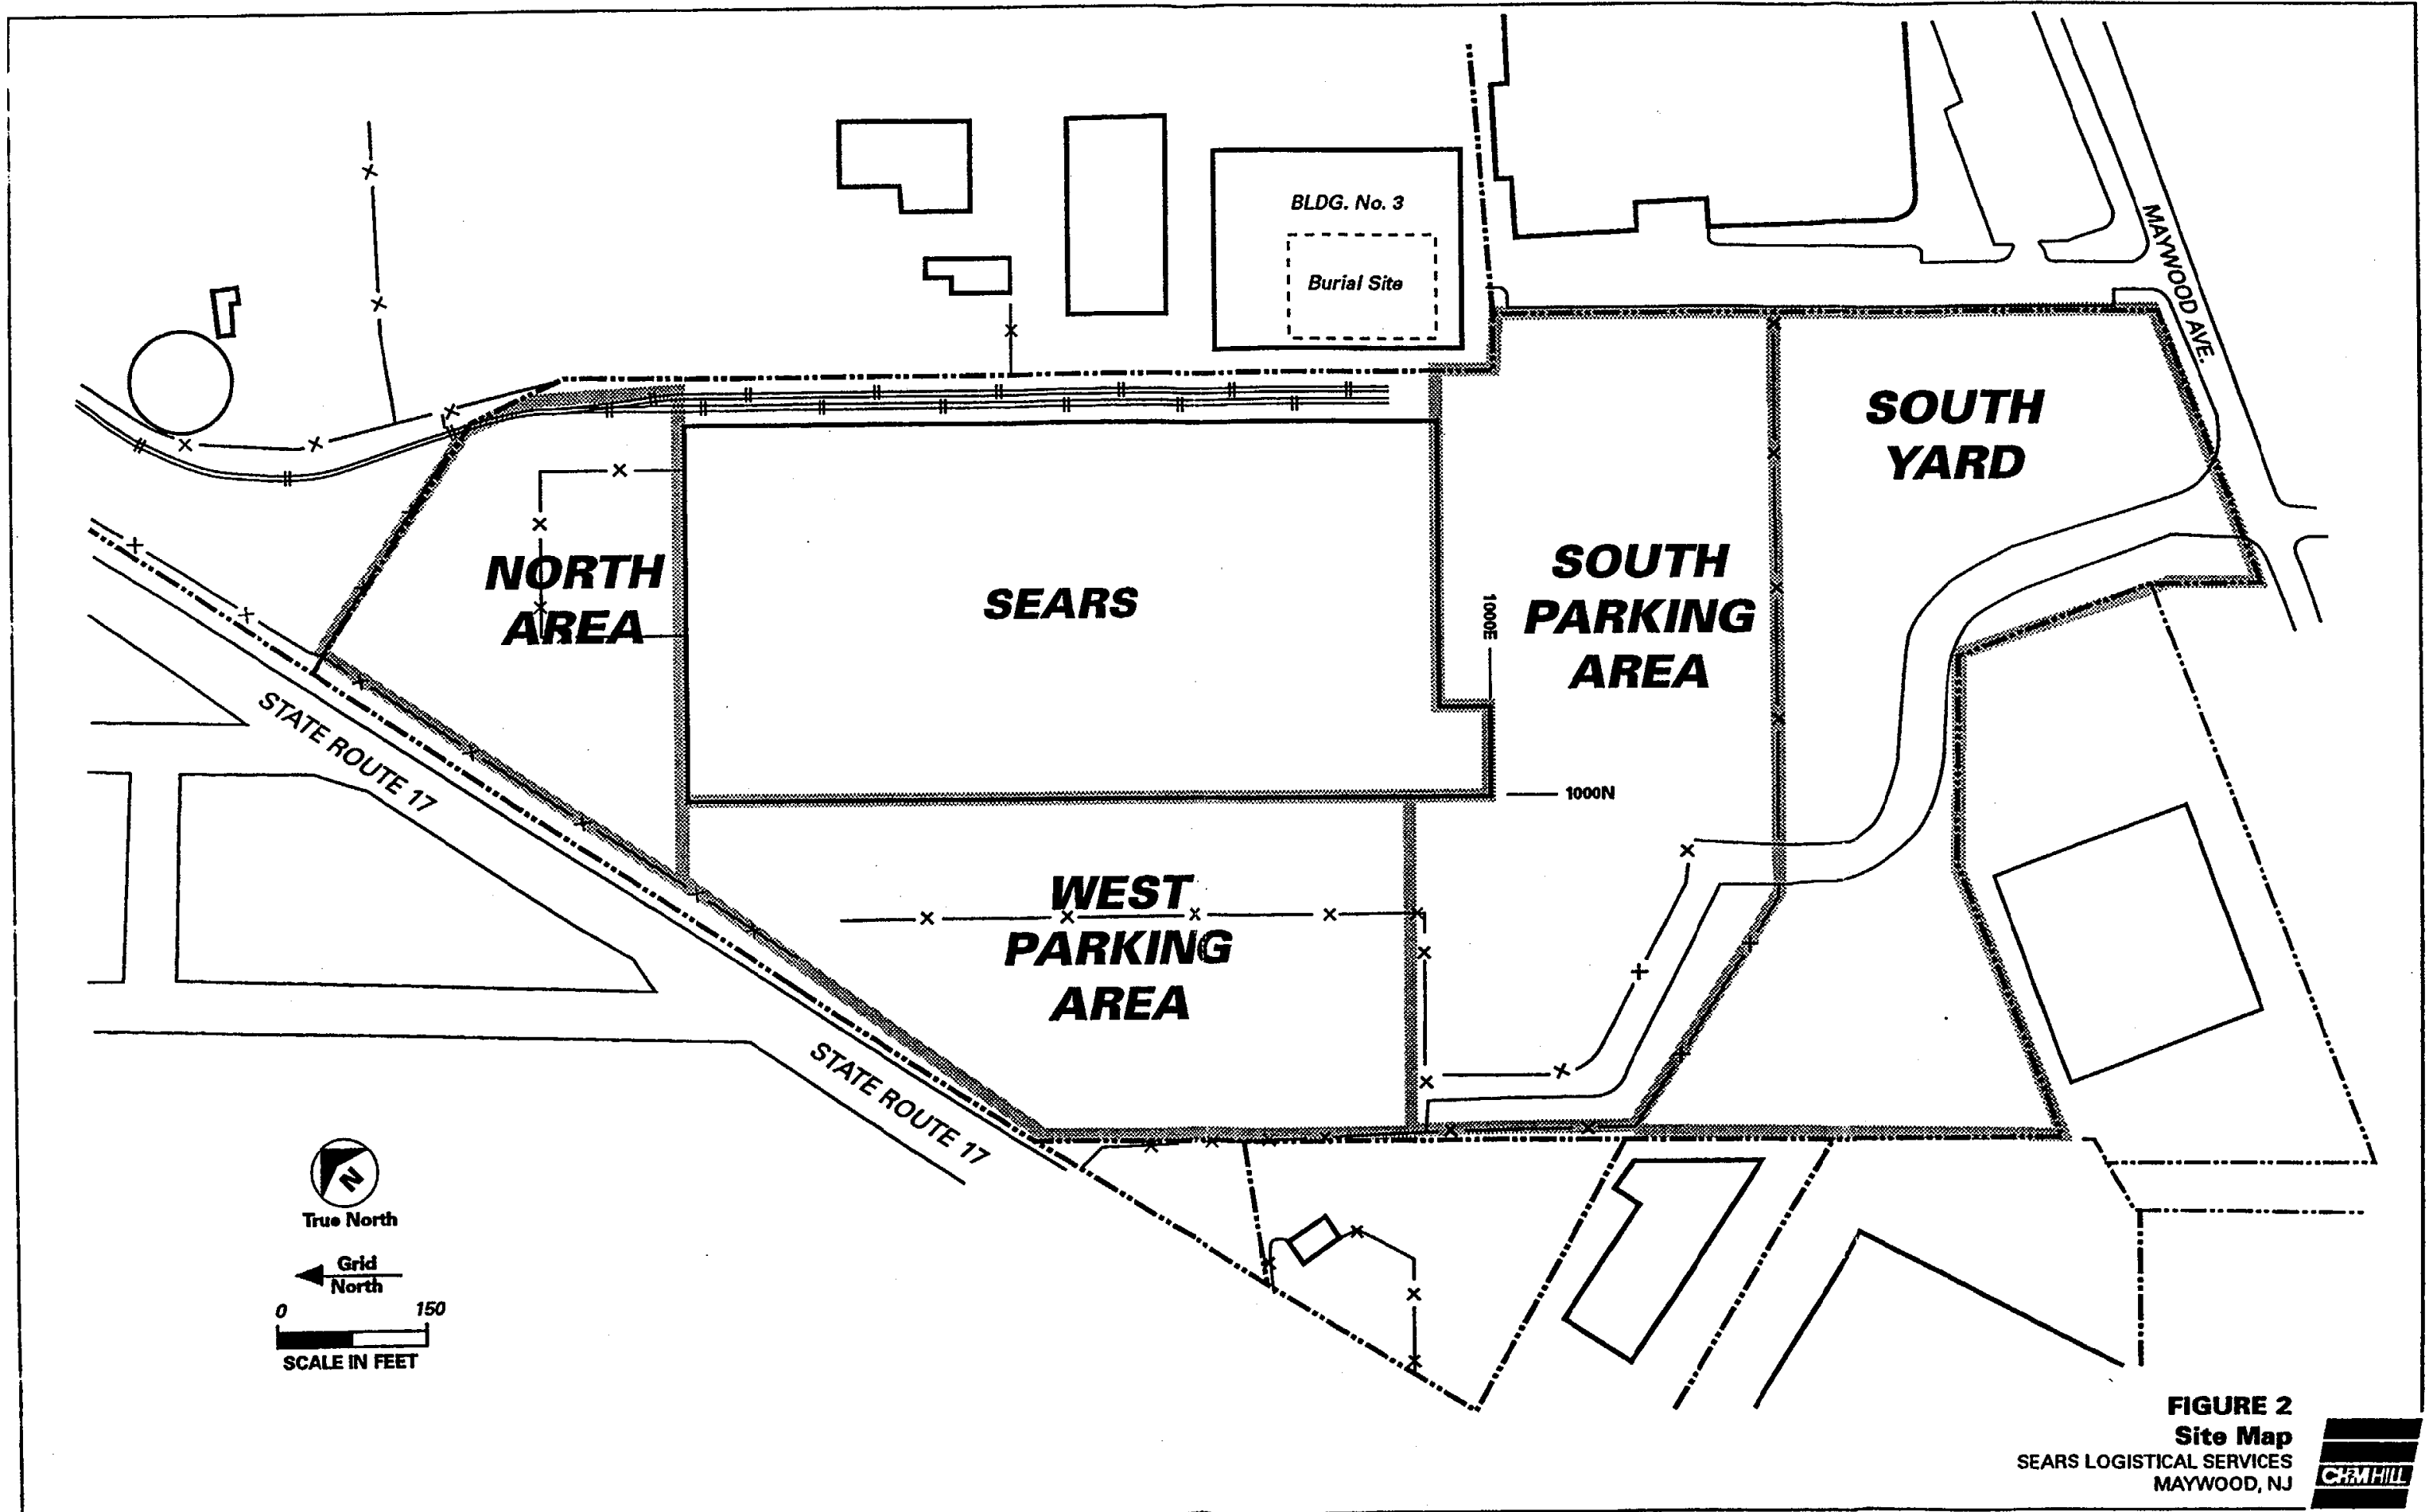 BLDG. No. 3
Burial Site
MAYWOOD AVE.
SOUTH
YARD
NORTH
AREA
SEARS
1000E
SOUTH
PARKING
AREA
STATE ROUTE 17
1000N
WEST
PARKING
AREA
STATE ROUTE 17
N
True North
Grid
North
0 150
SCALE IN FEET
FIGURE 2
Site Map
SEARS LOGISTICAL SERVICES
MAYWOOD, NJ
CH2M HILL